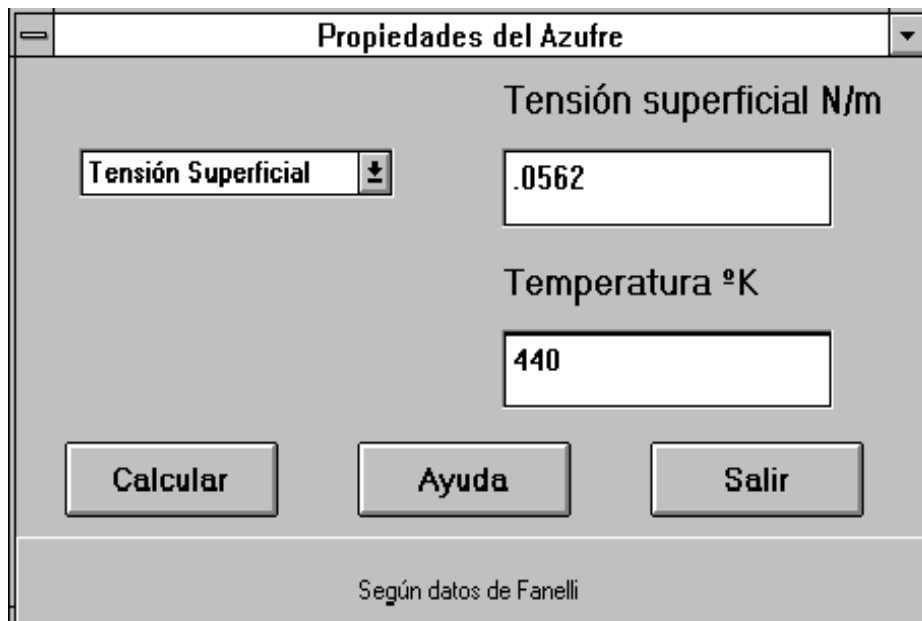 Propiedades del Azufre
Tensión superficial N/m
Tensión Superficial
.0562
Temperatura ºK
440
Calcular
Ayuda
Salir
Según datos de Fanelli